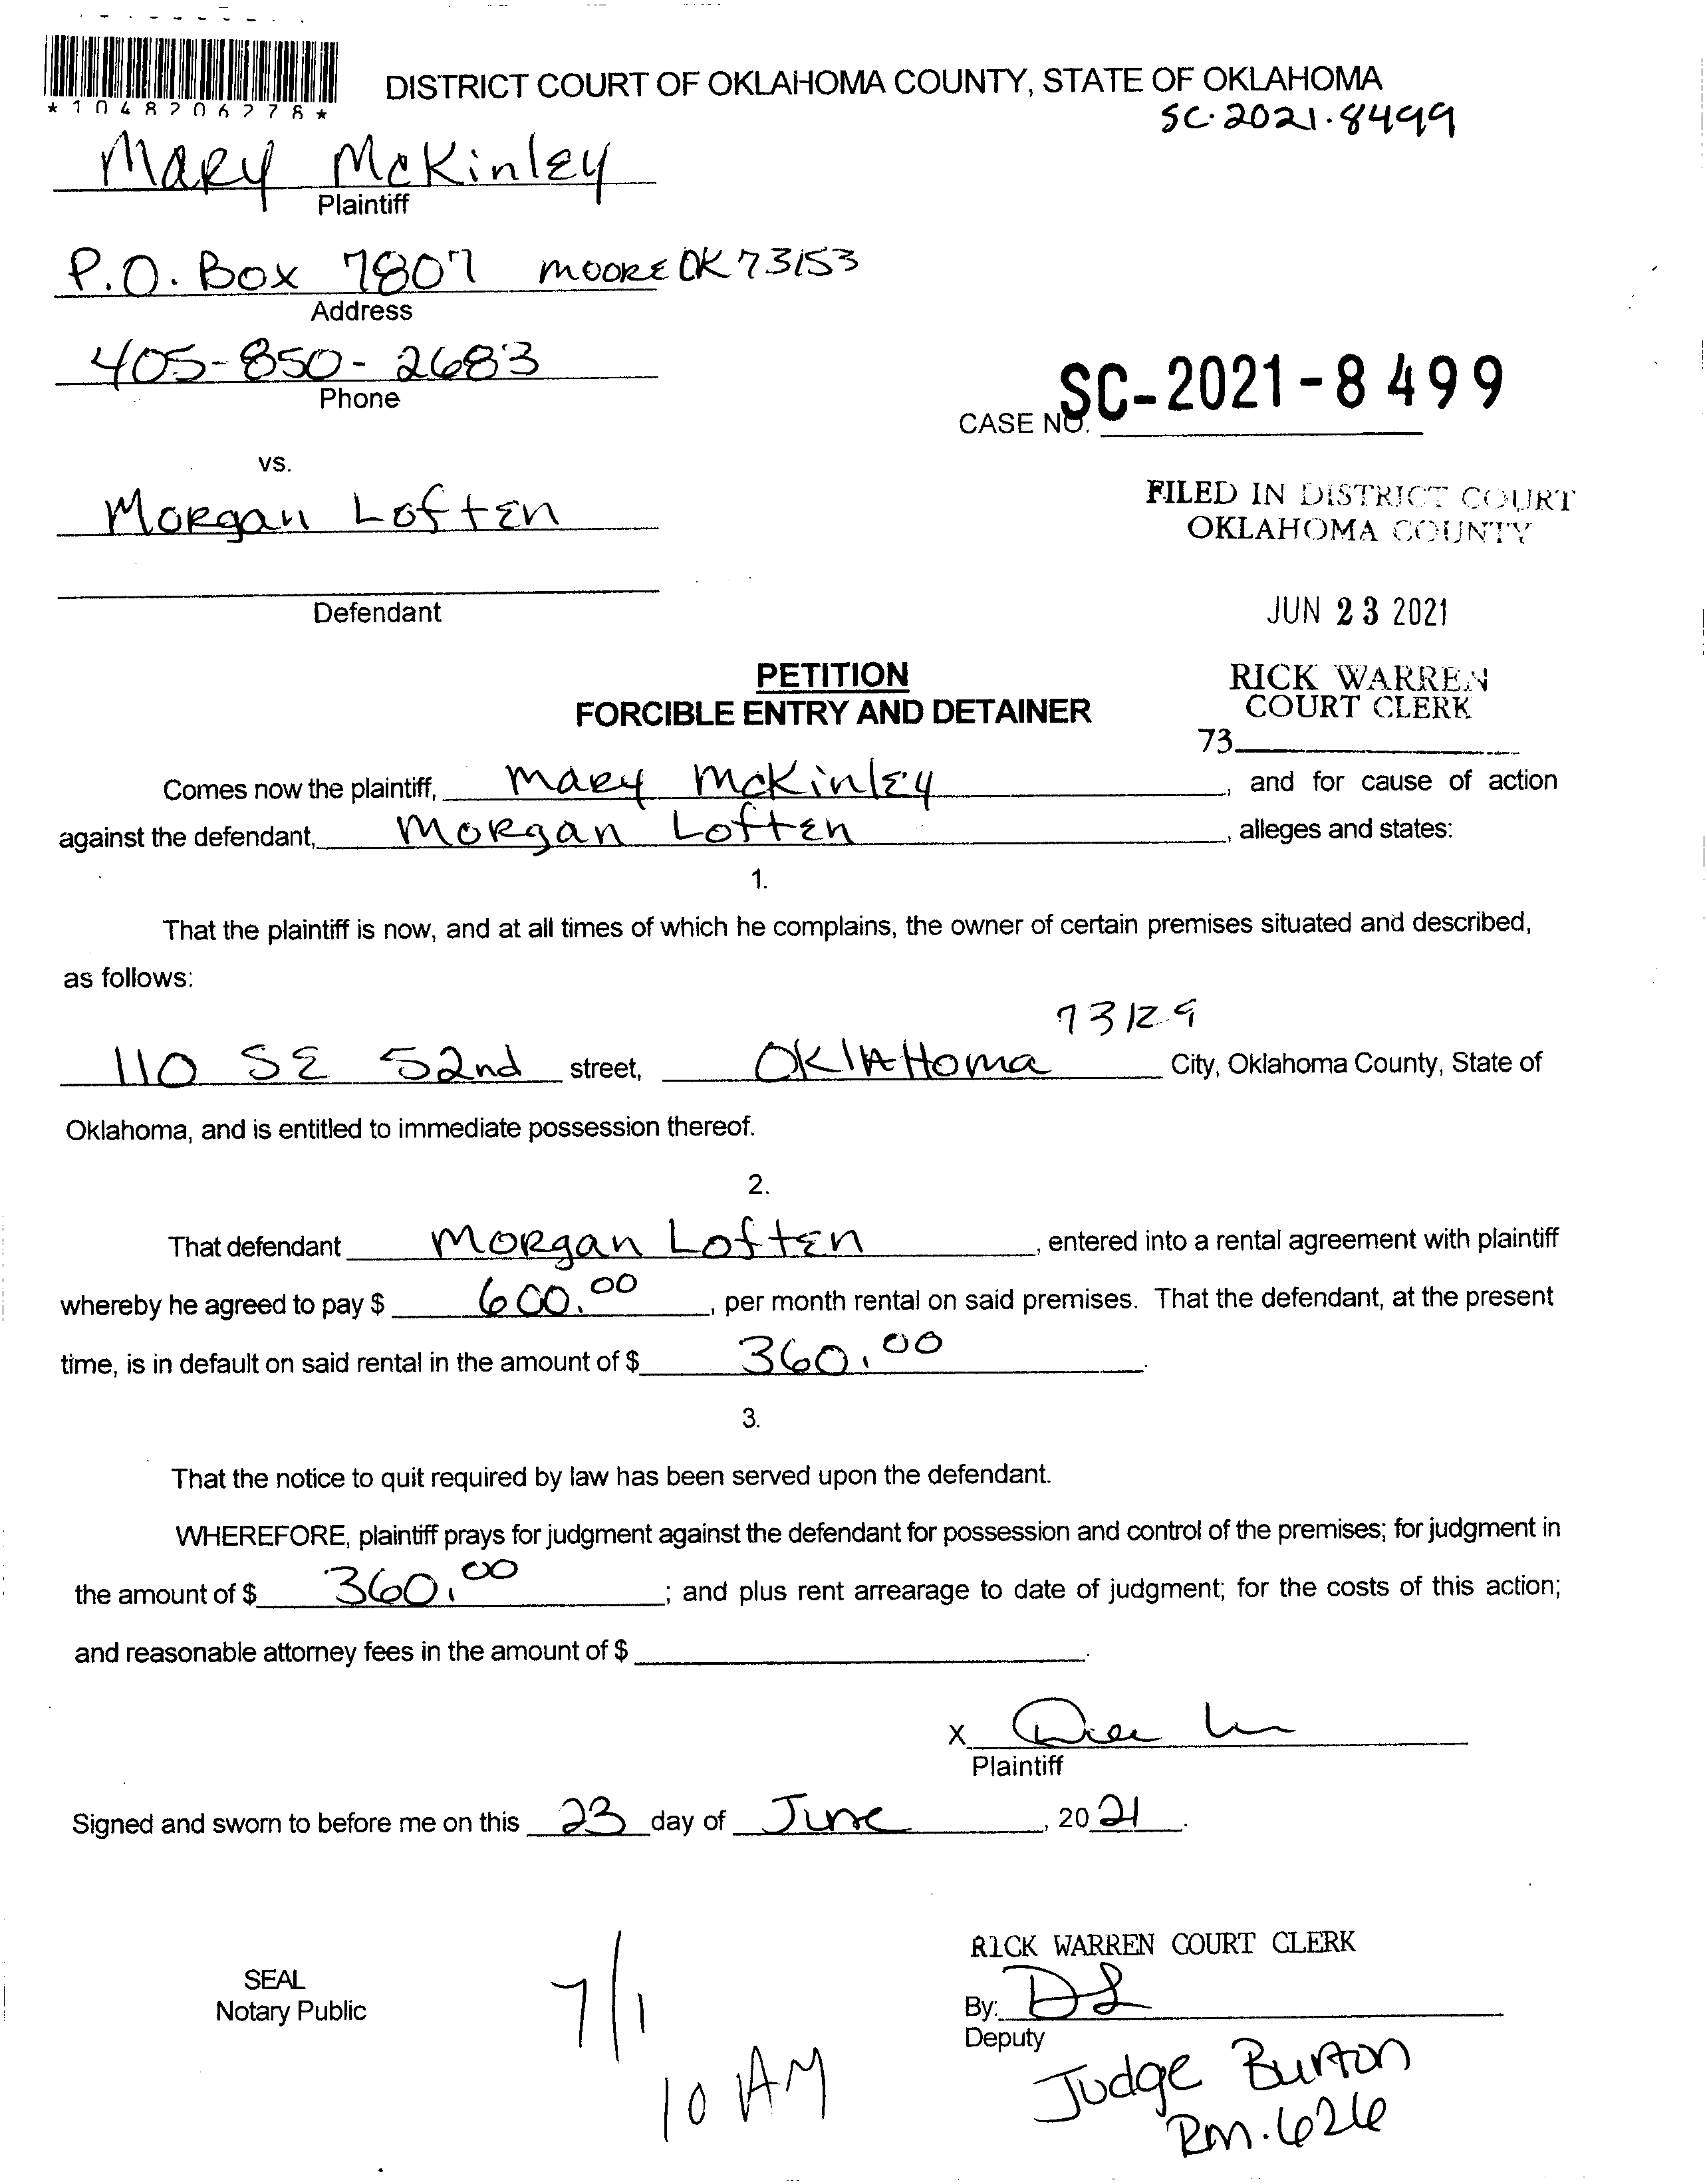 DISTRICT COURT OF OKLAHOMA COUNTY, STATE OF OKLAHOMA
*1048206278*
SC-2021-8499
Mary McKinley
Plaintiff
P.O. Box 7807 Moore OK 73153
Address
405-850-2683
Phone
CASE NO. SC-2021-8499
vs.
Morgan Loften
FILED IN DISTRICT COURT
OKLAHOMA COUNTY
Defendant
JUN 23 2021
PETITION
FORCIBLE ENTRY AND DETAINER
RICK WARREN
COURT CLERK
73
Comes now the plaintiff, Mary McKinley, and for cause of action
against the defendant, Morgan Loften, alleges and states:
1.
That the plaintiff is now, and at all times of which he complains, the owner of certain premises situated and described,
as follows:
73129
110 SE 52nd street, Oklahoma City, Oklahoma County, State of
Oklahoma, and is entitled to immediate possession thereof.
2.
That defendant Morgan Loften, entered into a rental agreement with plaintiff
whereby he agreed to pay $ 600.00, per month rental on said premises. That the defendant, at the present
time, is in default on said rental in the amount of $ 360.00.
3.
That the notice to quit required by law has been served upon the defendant.
WHEREFORE, plaintiff prays for judgment against the defendant for possession and control of the premises; for judgment in
the amount of $ 360.00; and plus rent arrearage to date of judgment; for the costs of this action;
and reasonable attorney fees in the amount of $ .
X
Plaintiff
Signed and sworn to before me on this 23 day of June, 2021.
RICK WARREN COURT CLERK
SEAL
Notary Public
By: DL
Deputy
7/1
10 AM
Judge Burton
Rm. 626